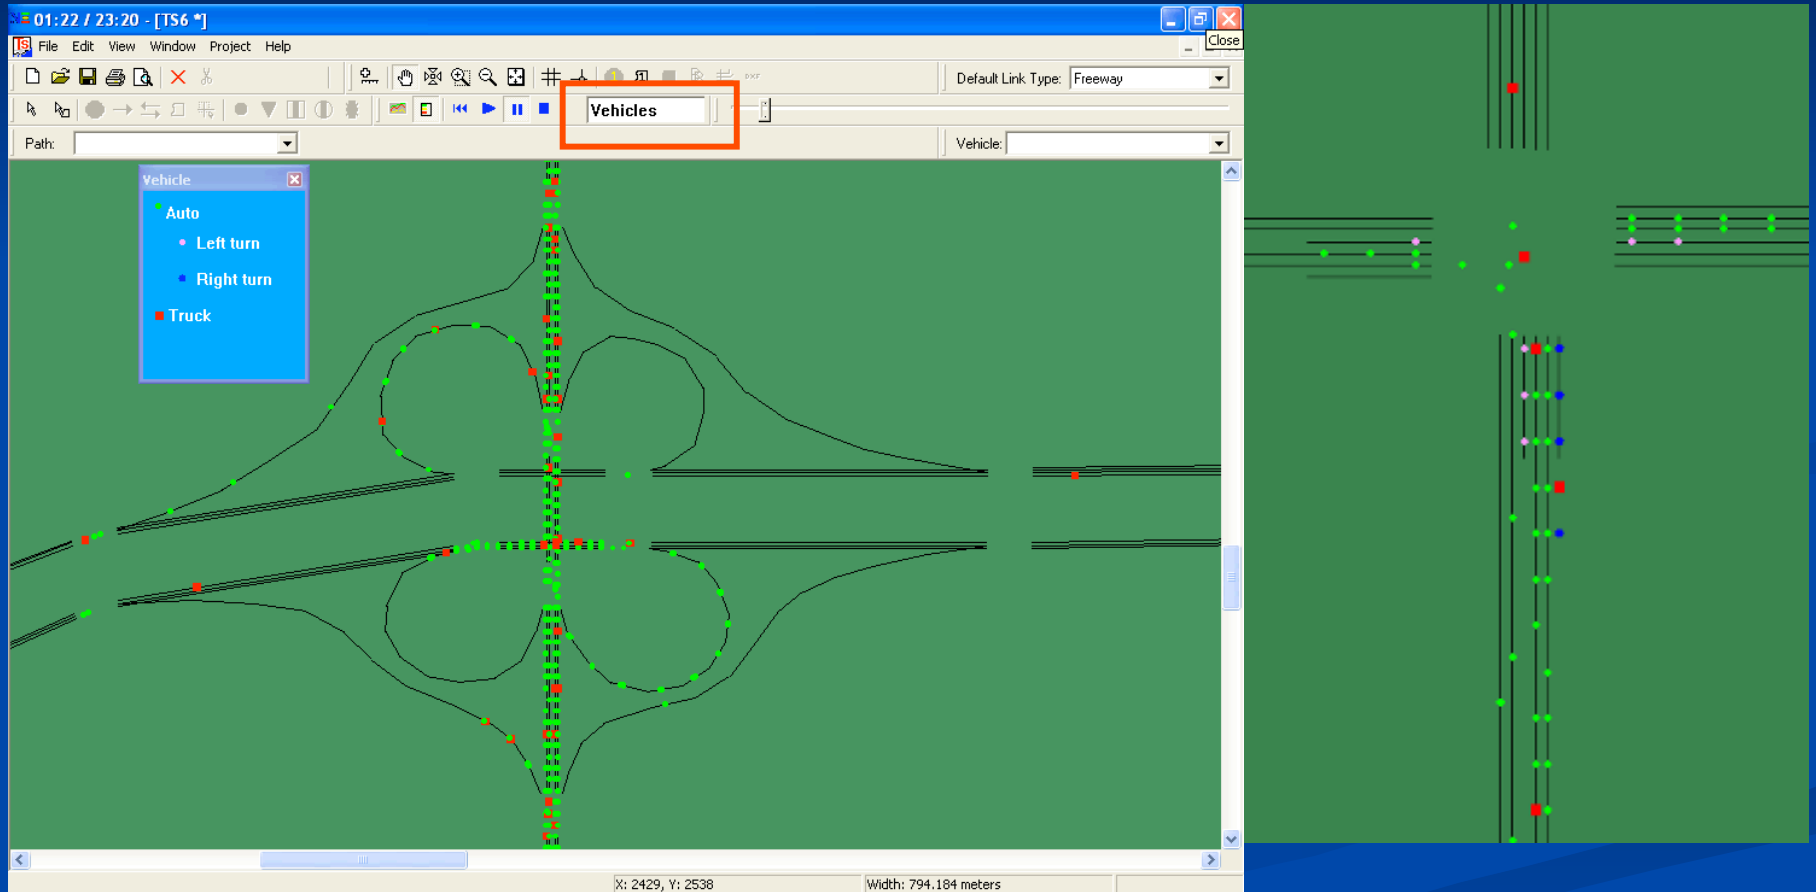 01:22 / 23:20 - [TS6 *]
Close
File Edit View Window Project Help
Default Link Type: Freeway
Vehicles
Path:
Vehicle:
Vehicle
Auto
Left turn
Right turn
Truck
X: 2429, Y: 2538
Width: 794.184 meters